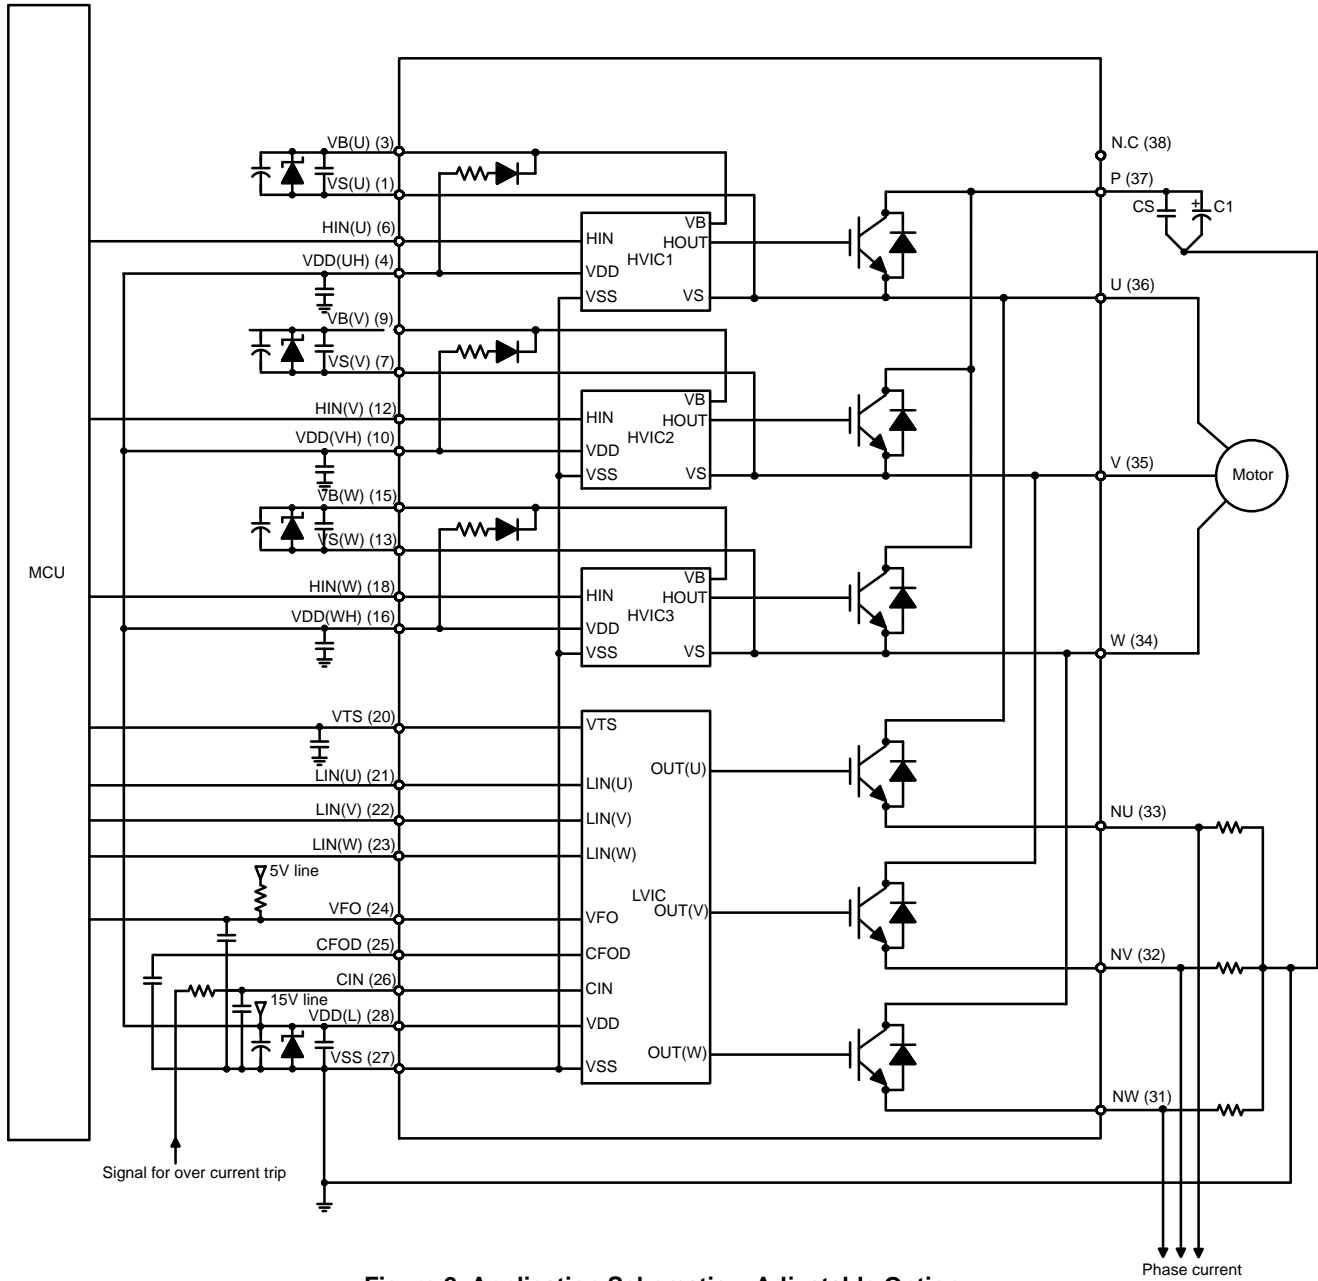 MCU
VB(U) (3)
VS(U) (1)
HIN(U) (6)
VDD(UH) (4)
VB(V) (9)
VS(V) (7)
HIN(V) (12)
VDD(VH) (10)
VB(W) (15)
VS(W) (13)
HIN(W) (18)
VDD(WH) (16)
VTS (20)
LIN(U) (21)
LIN(V) (22)
LIN(W) (23)
5V line
VFO (24)
CFOD (25)
CIN (26)
15V line
VDD(L) (28)
VSS (27)
Signal for over current trip
HIN
VDD
VSS
HVIC1
VB
HOUT
VS
HIN
VDD
VSS
HVIC2
VB
HOUT
VS
HIN
VDD
VSS
HVIC3
VB
HOUT
VS
VTS
LIN(U)
LIN(V)
LIN(W)
VFO
CFOD
CIN
VDD
VSS
LVIC
OUT(U)
OUT(V)
OUT(W)
N.C (38)
P (37)
CS
+
C1
U (36)
V (35)
Motor
W (34)
NU (33)
NV (32)
NW (31)
Phase current